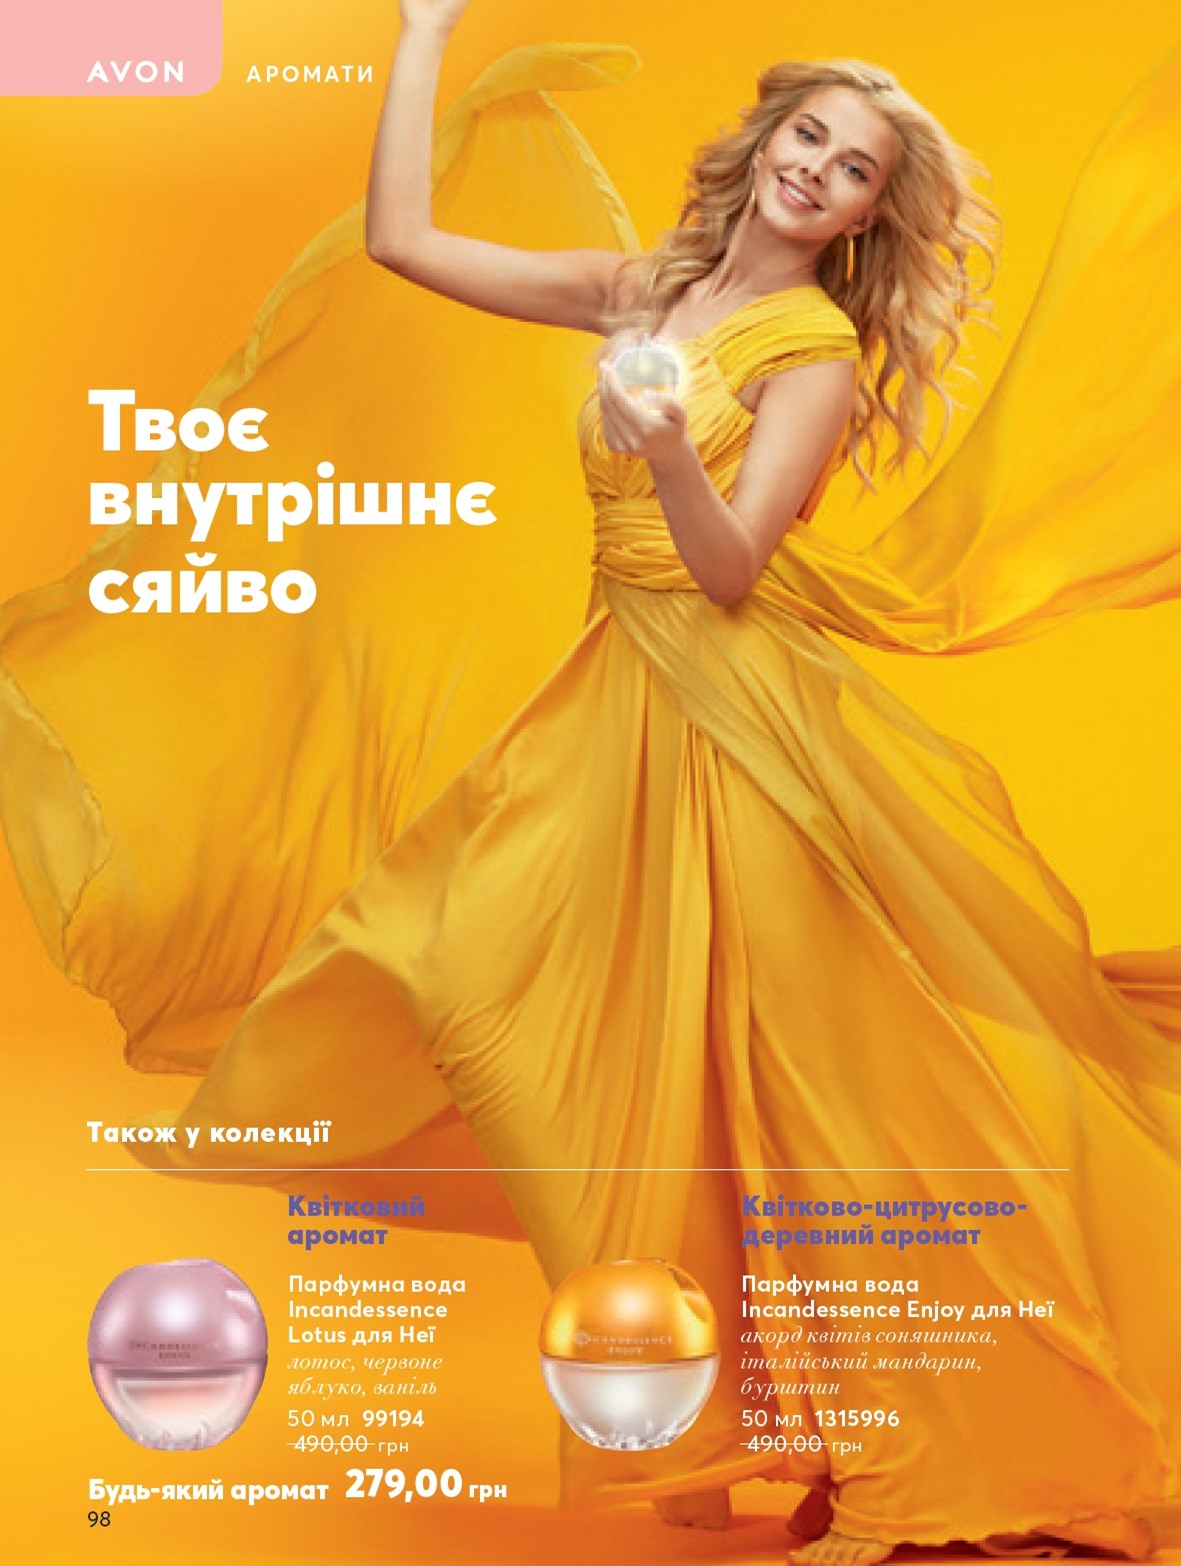 AVON
АРОМАТИ
Твоє
внутрішнє
сяйво
Також у колекції
Квітковий
аромат
Парфумна вода
Incandessence
Lotus для Неї
лотос, червоне
яблуко, ваніль
50 мл 99194
490,00 грн
Квітково-цитрусово-
деревний аромат
Парфумна вода
Incandessence Enjoy для Неї
акорд квітів соняшника,
італійський мандарин,
бурштин
50 мл 1315996
490,00 грн
Будь-який аромат 279,00 грн
98